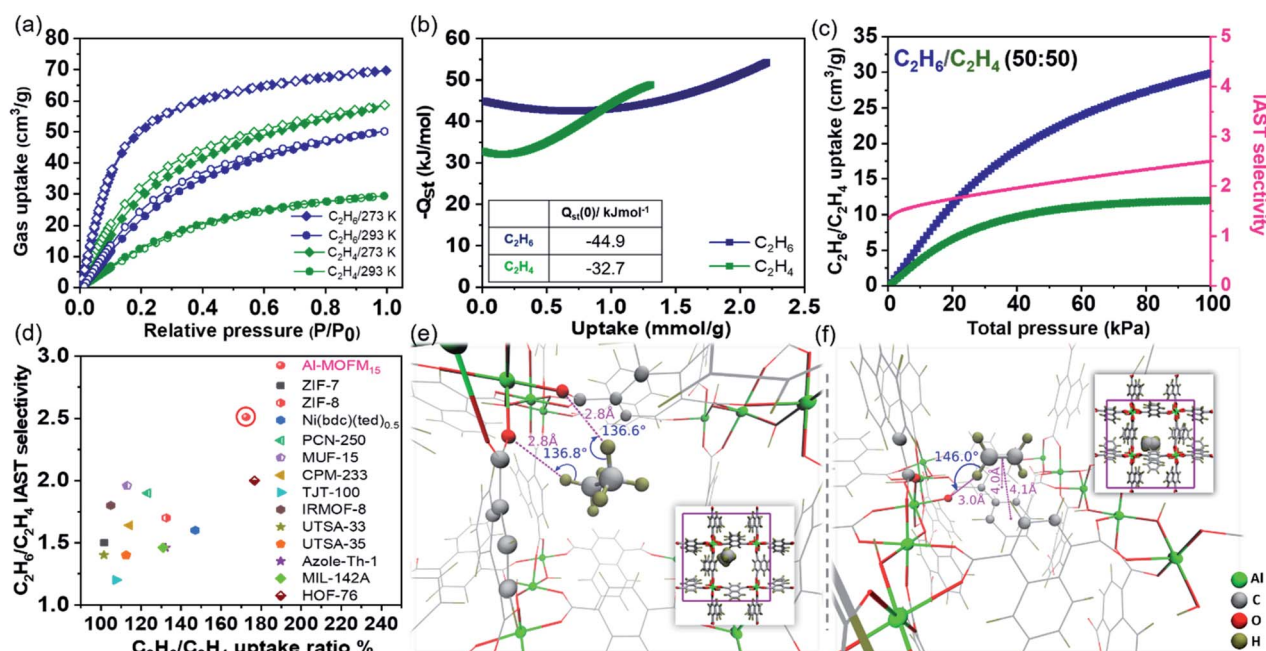 (a)
Gas uptake (cm³/g)
80
70
60
50
40
30
20
10
0
C₂H₆/273 K
C₂H₆/293 K
C₂H₄/273 K
C₂H₄/293 K
0.0 0.2 0.4 0.6 0.8 1.0
Relative pressure (P/P₀)
(b)
-Qst (kJ/mol)
60
50
40
30
20
10
0
Qst(0)/ kJmol⁻¹
C₂H₆ -44.9
C₂H₄ -32.7
C₂H₆
C₂H₄
0.0 0.5 1.0 1.5 2.0 2.5
Uptake (mmol/g)
(c)
C₂H₆/C₂H₄ uptake (cm³/g)
35
30
25
20
15
10
5
0
C₂H₆/C₂H₄ (50:50)
5
4
3
2
1
0
IAST selectivity
0 20 40 60 80 100
Total pressure (kPa)
(d)
C₂H₆/C₂H₄ IAST selectivity
3.0
2.5
2.0
1.5
1.0
Al-MOFM₁₅
ZIF-7
ZIF-8
Ni(bdc)(ted)₀.₅
PCN-250
MUF-15
CPM-233
TJT-100
IRMOF-8
UTSA-33
UTSA-35
Azole-Th-1
MIL-142A
HOF-76
100 120 140 160 180 200 220 240
C₂H₆/C₂H₄ uptake ratio %
(e)
2.8Å
136.6°
2.8Å
136.8°
(f)
146.0°
3.0Å
4.0Å
4.1Å
Al
C
O
H